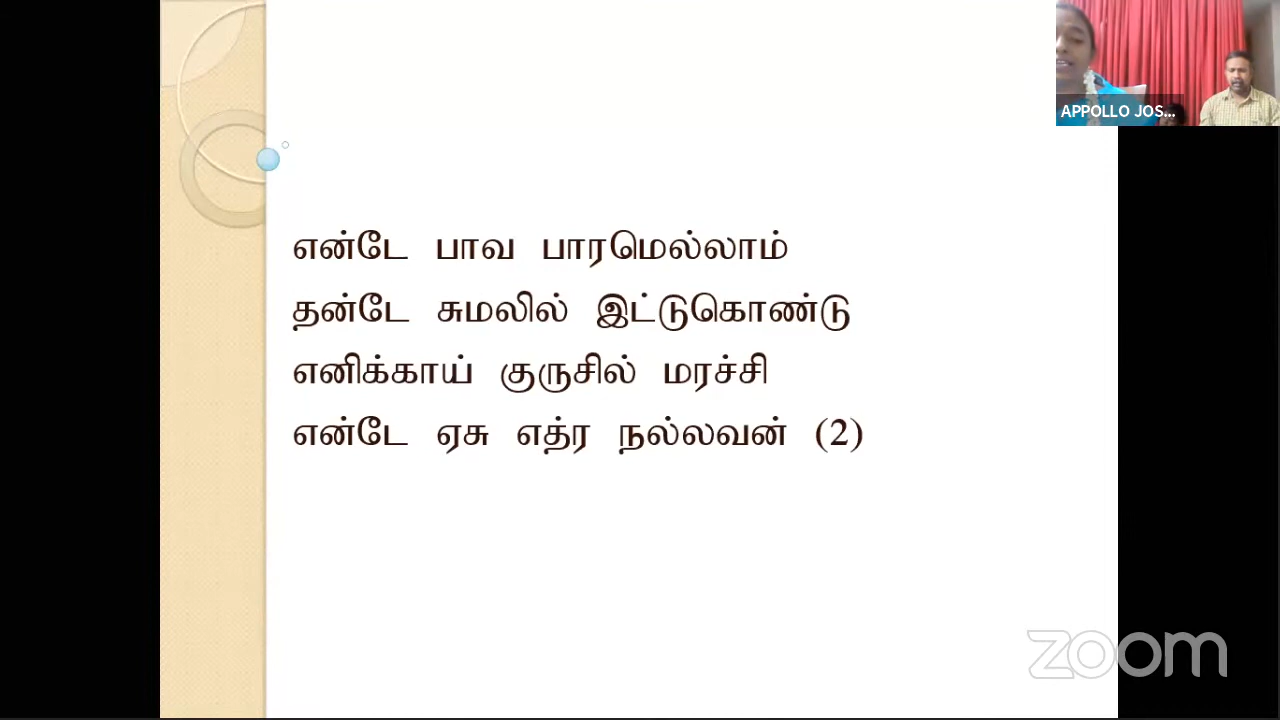 APPOLLO JOS...
என்டே பாவ பாரமெல்லாம்
தன்டே சுமலில் இட்டுகொண்டு
எனிக்காய் குருசில் மரச்சி
என்டே ஏசு எத்ர நல்லவன் (2)
zoom